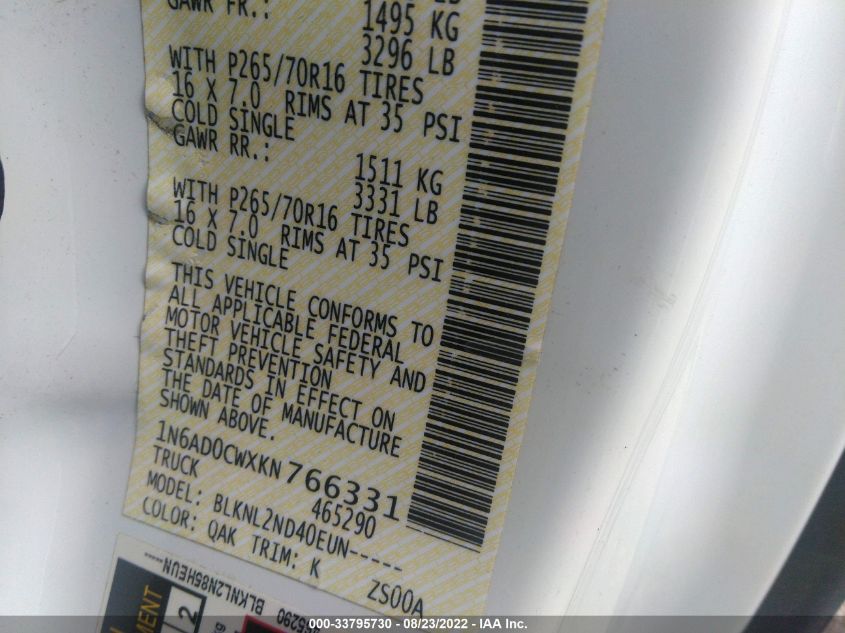 GAWR FR.:
1495 KG
3296 LB
WITH P265/70R16 TIRES
16 X 7.0 RIMS AT 35 PSI
COLD SINGLE
GAWR RR.:
1511 KG
3331 LB
WITH P265/70R16 TIRES
16 X 7.0 RIMS AT 35 PSI
COLD SINGLE
THIS VEHICLE CONFORMS TO
ALL APPLICABLE FEDERAL
MOTOR VEHICLE SAFETY AND
THEFT PREVENTION
STANDARDS IN EFFECT ON
THE DATE OF MANUFACTURE
SHOWN ABOVE.
1N6AD0CWXKN766331
TRUCK 465290
MODEL: BLKNL2ND40EUN-----
COLOR: QAK TRIM: K ZS00A
BLKNL2N85HEUN----
2
000-33795730 - 08/23/2022 - IAA Inc.